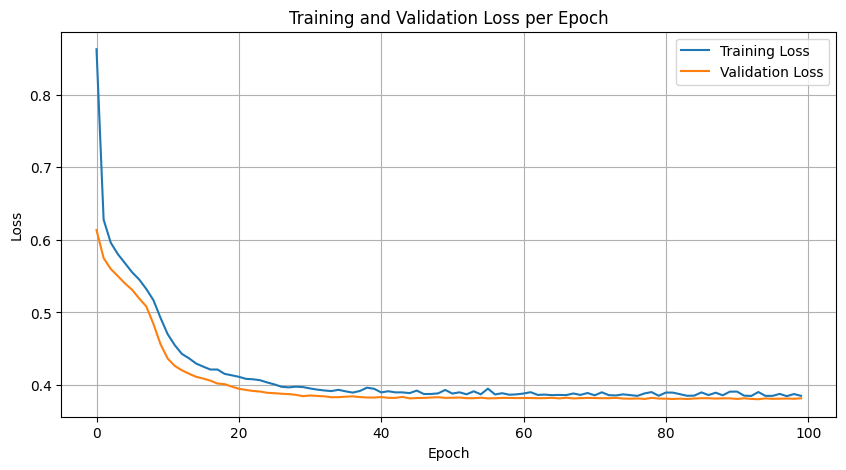 Training and Validation Loss per Epoch
Training Loss
Validation Loss
Loss
0.8
0.7
0.6
0.5
0.4
0
20
40
60
80
100
Epoch